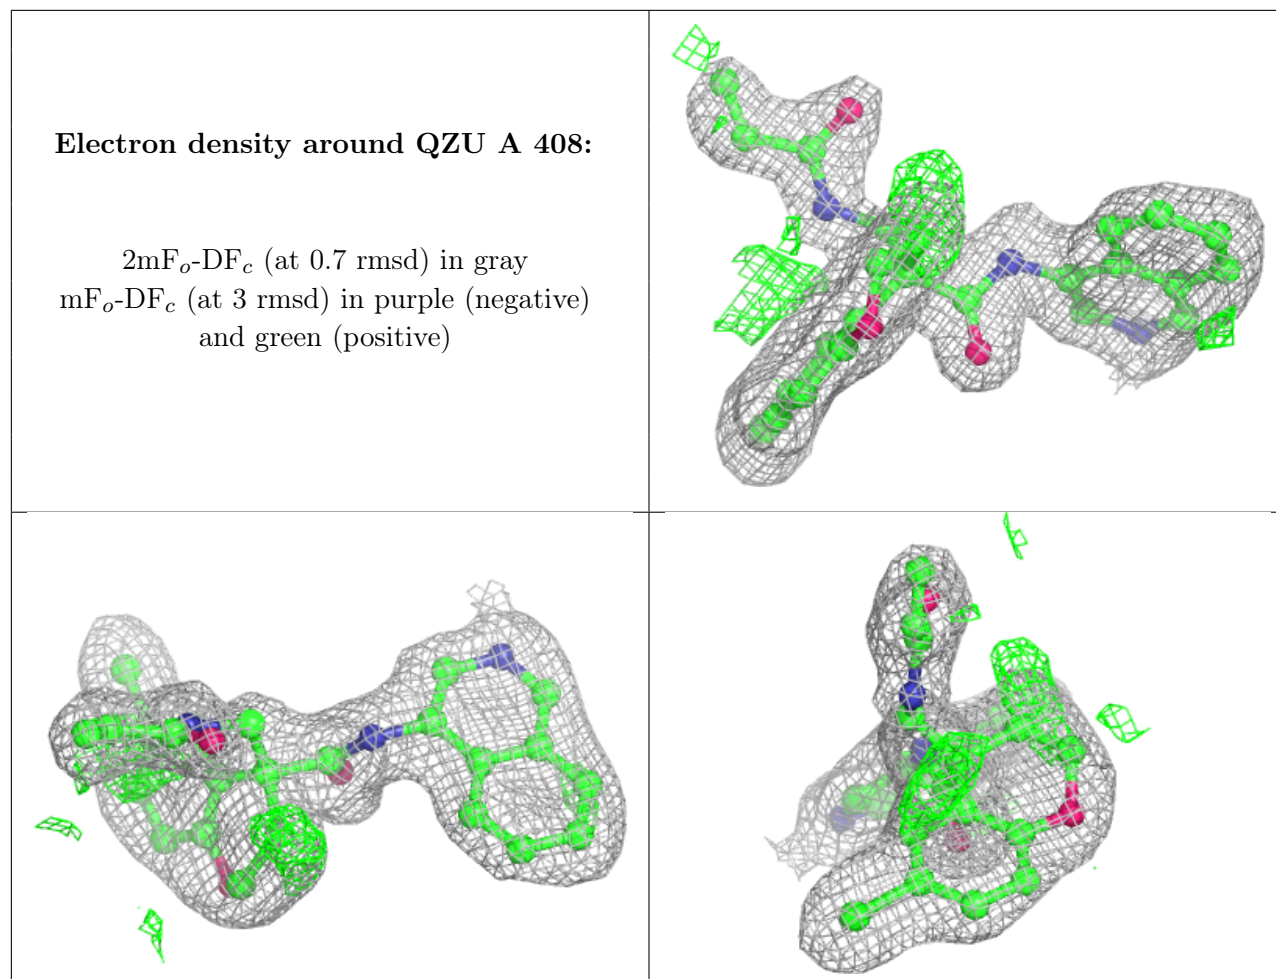 Electron density around QZU A 408:
2mFo-DFc (at 0.7 rmsd) in gray
mFo-DFc (at 3 rmsd) in purple (negative)
and green (positive)